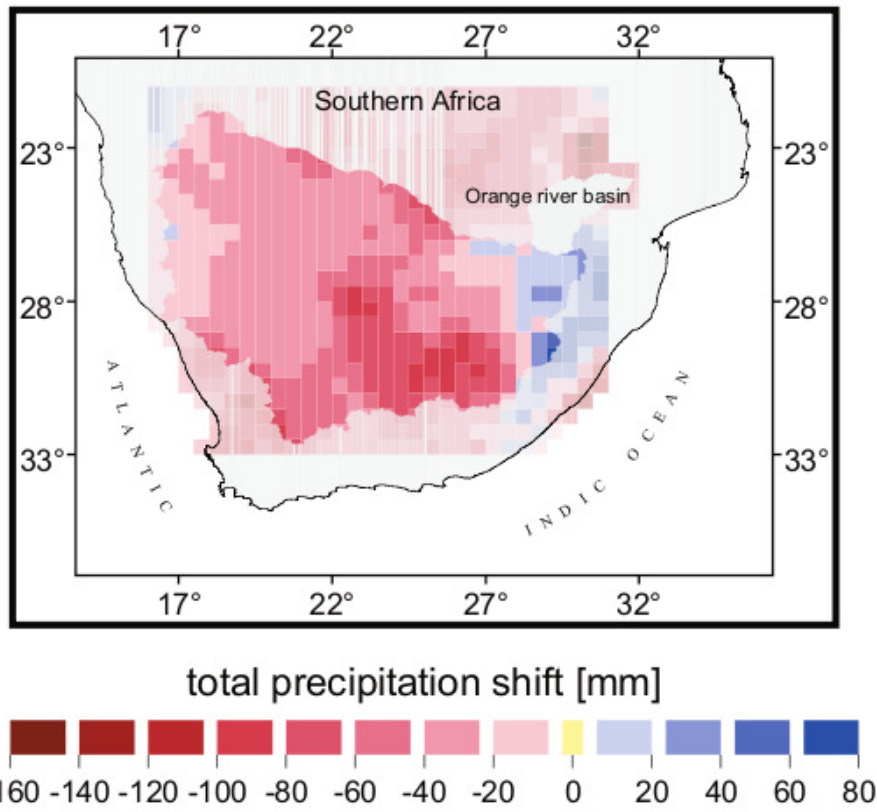 17° 22° 27° 32°
Southern Africa
23° 23°
Orange river basin
28° 28°
ATLANTIC
INDIC OCEAN
33° 33°
17° 22° 27° 32°
total precipitation shift [mm]
160 -140 -120 -100 -80 -60 -40 -20 0 20 40 60 80